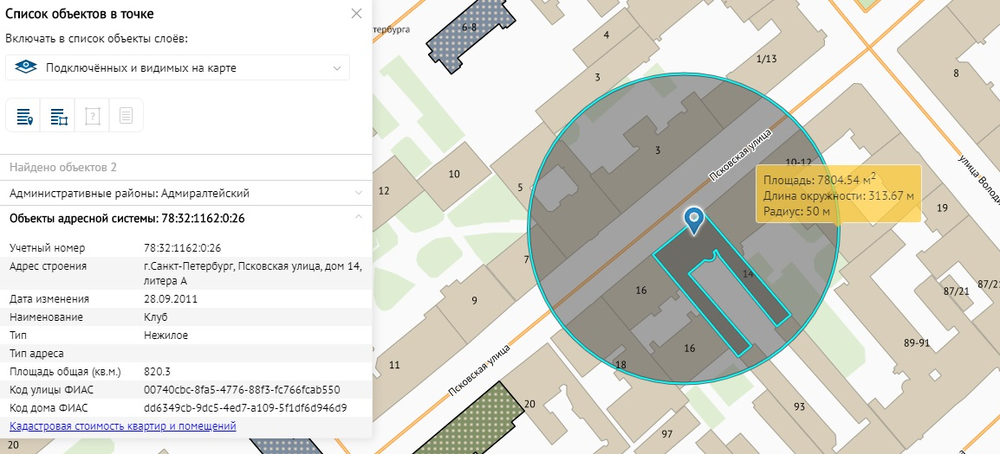 Список объектов в точке
Включать в список объекты слоёв:
Подключённых и видимых на карте
Найдено объектов 2
Административные районы: Адмиралтейский
Объекты адресной системы: 78:32:1162:0:26
Учетный номер 78:32:1162:0:26
Адрес строения г.Санкт-Петербург, Псковская улица, дом 14,
литера А
Дата изменения 28.09.2011
Наименование Клуб
Тип Нежилое
Тип адреса
Площадь общая (кв.м.) 820.3
Код улицы ФИАС 00740cbc-8fa5-4776-88f3-fc766fcab550
Код дома ФИАС dd6349cb-9dc5-4ed7-a109-5f1df6d946d9
Кадастровая стоимость квартир и помещений
20
тербурга
6-8
4
1/13
8
3
3
Псковская улица
10-12
Площадь: 7804.54 м²
Длина окружности: 313.67 м
Радиус: 50 м
улица Володи
12
10
5
19
7
14
16
9
87/21
87/2
16
89-91
11
18
Псковская улица
20
93
97